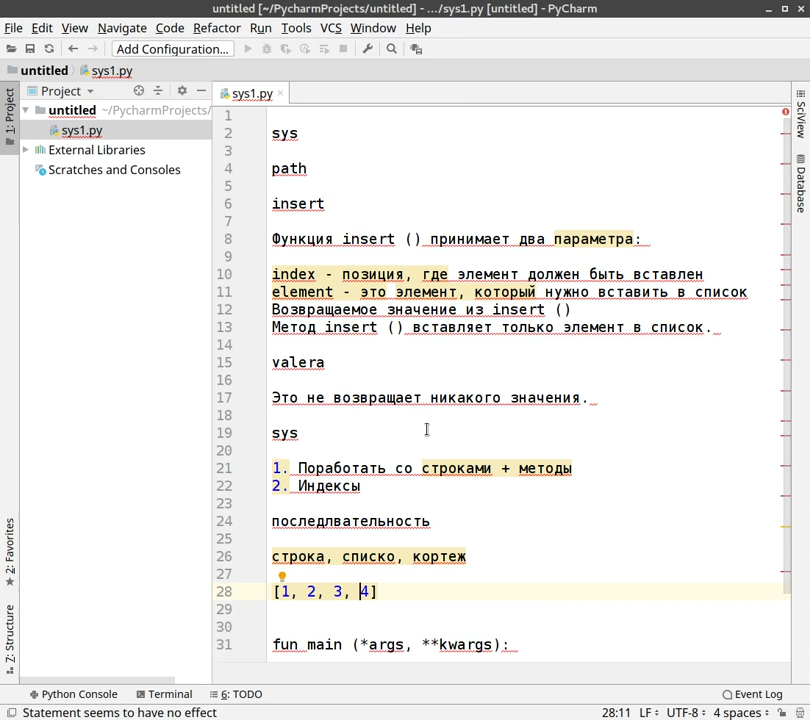 untitled [~/PycharmProjects/untitled] - .../sys1.py [untitled] - PyCharm
File Edit View Navigate Code Refactor Run Tools VCS Window Help
Add Configuration...
untitled sys1.py
1: Project
Project
sys1.py
SciView
Database
untitled ~/PycharmProjects/
sys1.py
External Libraries
Scratches and Consoles
1
2 sys
3
4 path
5
6 insert
7
8 Функция insert () принимает два параметра:
9
10 index - позиция, где элемент должен быть вставлен
11 element - это элемент, который нужно вставить в список
12 Возвращаемое значение из insert ()
13 Метод insert () вставляет только элемент в список.
14
15 valera
16
17 Это не возвращает никакого значения.
18
19 sys
20
21 1. Поработать со строками + методы
22 2. Индексы
23
24 последлвательность
25
26 строка, списко, кортеж
27
28 [1, 2, 3, 4]
29
30
31 fun main (*args, **kwargs):
2: Favorites
7: Structure
Python Console Terminal 6: TODO Event Log
Statement seems to have no effect 28:11 LF UTF-8 4 spaces